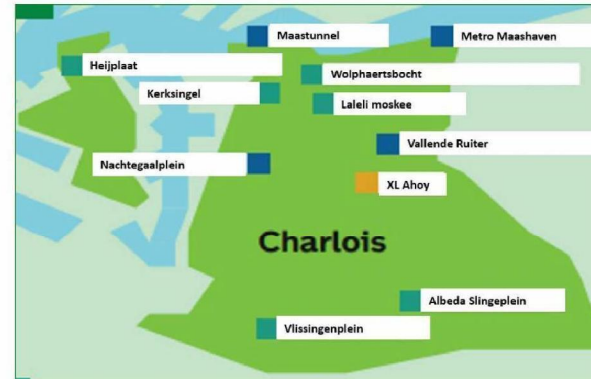 Maastunnel
Metro Maashaven
Heijplaat
Wolphaertsbocht
Kerksingel
Laleli moskee
Vallende Ruiter
Nachtegaalplein
XL Ahoy
Charlois
Albeda Slingeplein
Vlissingenplein